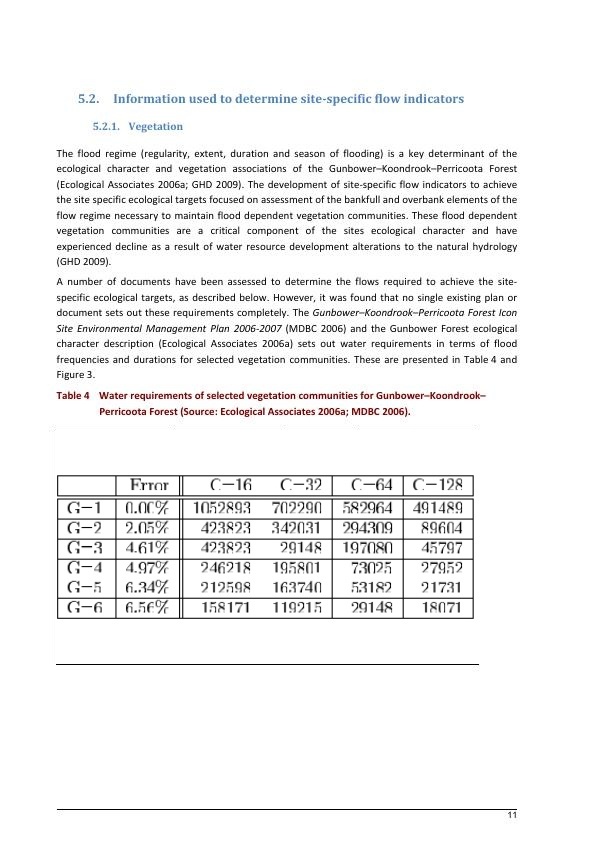 5.2. Information used to determine site-specific flow indicators
5.2.1. Vegetation
The flood regime (regularity, extent, duration and season of flooding) is a key determinant of the
ecological character and vegetation associations of the Gunbower–Koondrook–Perricoota Forest
(Ecological Associates 2006a; GHD 2009). The development of site-specific flow indicators to achieve
the site specific ecological targets focused on assessment of the bankfull and overbank elements of the
flow regime necessary to maintain flood dependent vegetation communities. These flood dependent
vegetation communities are a critical component of the sites ecological character and have
experienced decline as a result of water resource development alterations to the natural hydrology
(GHD 2009).
A number of documents have been assessed to determine the flows required to achieve the site-
specific ecological targets, as described below. However, it was found that no single existing plan or
document sets out these requirements completely. The Gunbower–Koondrook–Perricoota Forest Icon
Site Environmental Management Plan 2006-2007 (MDBC 2006) and the Gunbower Forest ecological
character description (Ecological Associates 2006a) sets out water requirements in terms of flood
frequencies and durations for selected vegetation communities. These are presented in Table 4 and
Figure 3.
Table 4 Water requirements of selected vegetation communities for Gunbower–Koondrook–
Perricoota Forest (Source: Ecological Associates 2006a; MDBC 2006).
Error C–16 C–32 C–64 C–128
G–1 0.00% 1052893 702290 582964 491489
G–2 2.05% 423823 342031 294309 89604
G–3 4.61% 423823 29148 197080 45797
G–4 4.97% 246218 195801 73025 27952
G–5 6.34% 212598 163740 53182 21731
G–6 6.56% 158171 119215 29148 18071
11